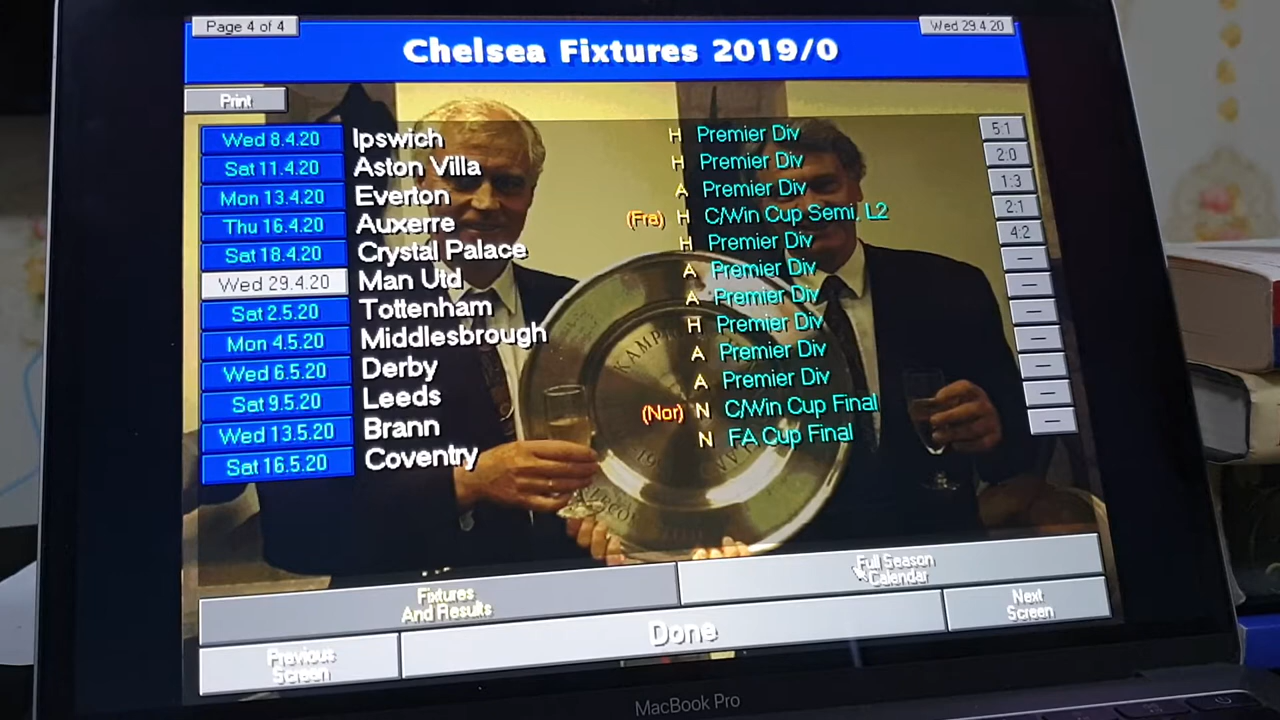 Page 4 of 4
Wed 29.4.20
Chelsea Fixtures 2019/0
Print
Wed 8.4.20 Ipswich H Premier Div 5:1
Sat 11.4.20 Aston Villa H Premier Div 2:0
Mon 13.4.20 Everton A Premier Div 1:3
Thu 16.4.20 Auxerre (Fra) H C/Win Cup Semi, L2 2:1
Sat 18.4.20 Crystal Palace H Premier Div 4:2
Wed 29.4.20 Man Utd A Premier Div –
Sat 2.5.20 Tottenham A Premier Div –
Mon 4.5.20 Middlesbrough H Premier Div –
Wed 6.5.20 Derby A Premier Div –
Sat 9.5.20 Leeds A Premier Div –
Wed 13.5.20 Brann (Nor) N C/Win Cup Final –
Sat 16.5.20 Coventry N FA Cup Final –
Fixtures
And Results
Full Season
Calendar
Previous
Screen
Done
Next
Screen
MacBook Pro